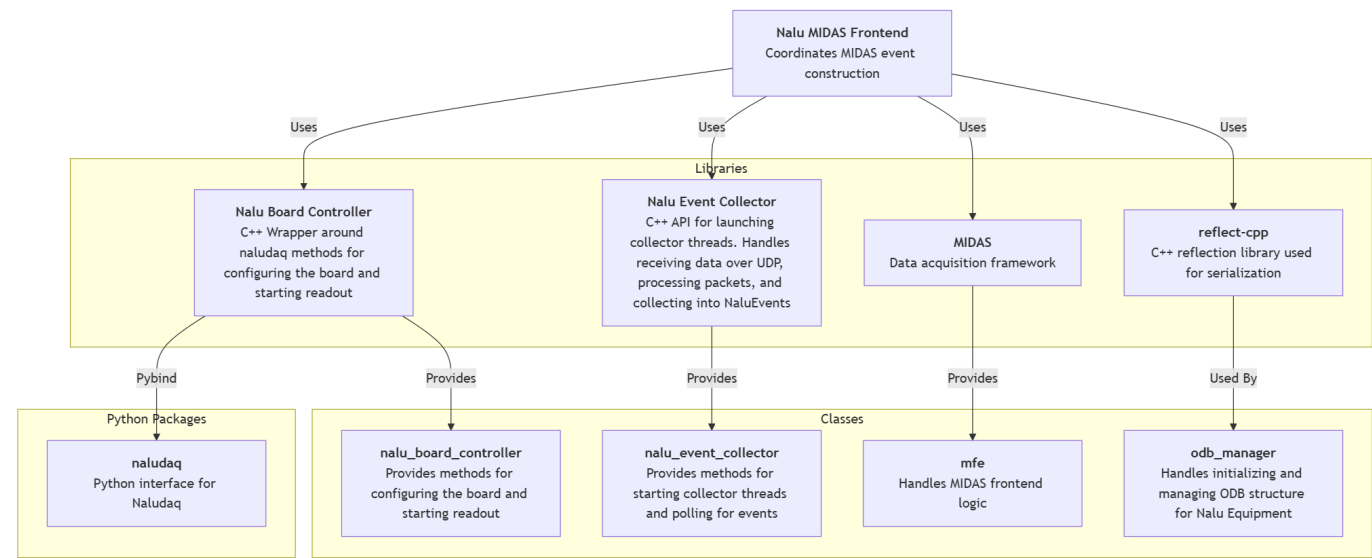 Nalu MIDAS Frontend
Coordinates MIDAS event
construction
Uses
Uses
Uses
Uses
Libraries
Nalu Board Controller
C++ Wrapper around
naludaq methods for
configuring the board and
starting readout
Nalu Event Collector
C++ API for launching
collector threads. Handles
receiving data over UDP,
processing packets, and
collecting into NaluEvents
MIDAS
Data acquisition framework
reflect-cpp
C++ reflection library used
for serialization
Pybind
Provides
Provides
Provides
Used By
Python Packages
naludaq
Python interface for
Naludaq
Classes
nalu_board_controller
Provides methods for
configuring the board and
starting readout
nalu_event_collector
Provides methods for
starting collector threads
and polling for events
mfe
Handles MIDAS frontend
logic
odb_manager
Handles initializing and
managing ODB structure
for Nalu Equipment